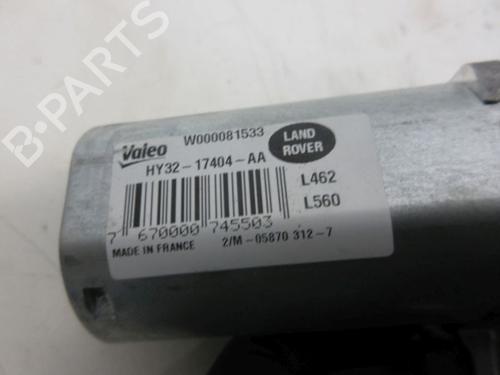 W000081533
Valeo
LAND ROVER
HY32-17404-AA
L462
L560
7 670000 745503
MADE IN FRANCE
2/M-05870 312-7
B-PARTS